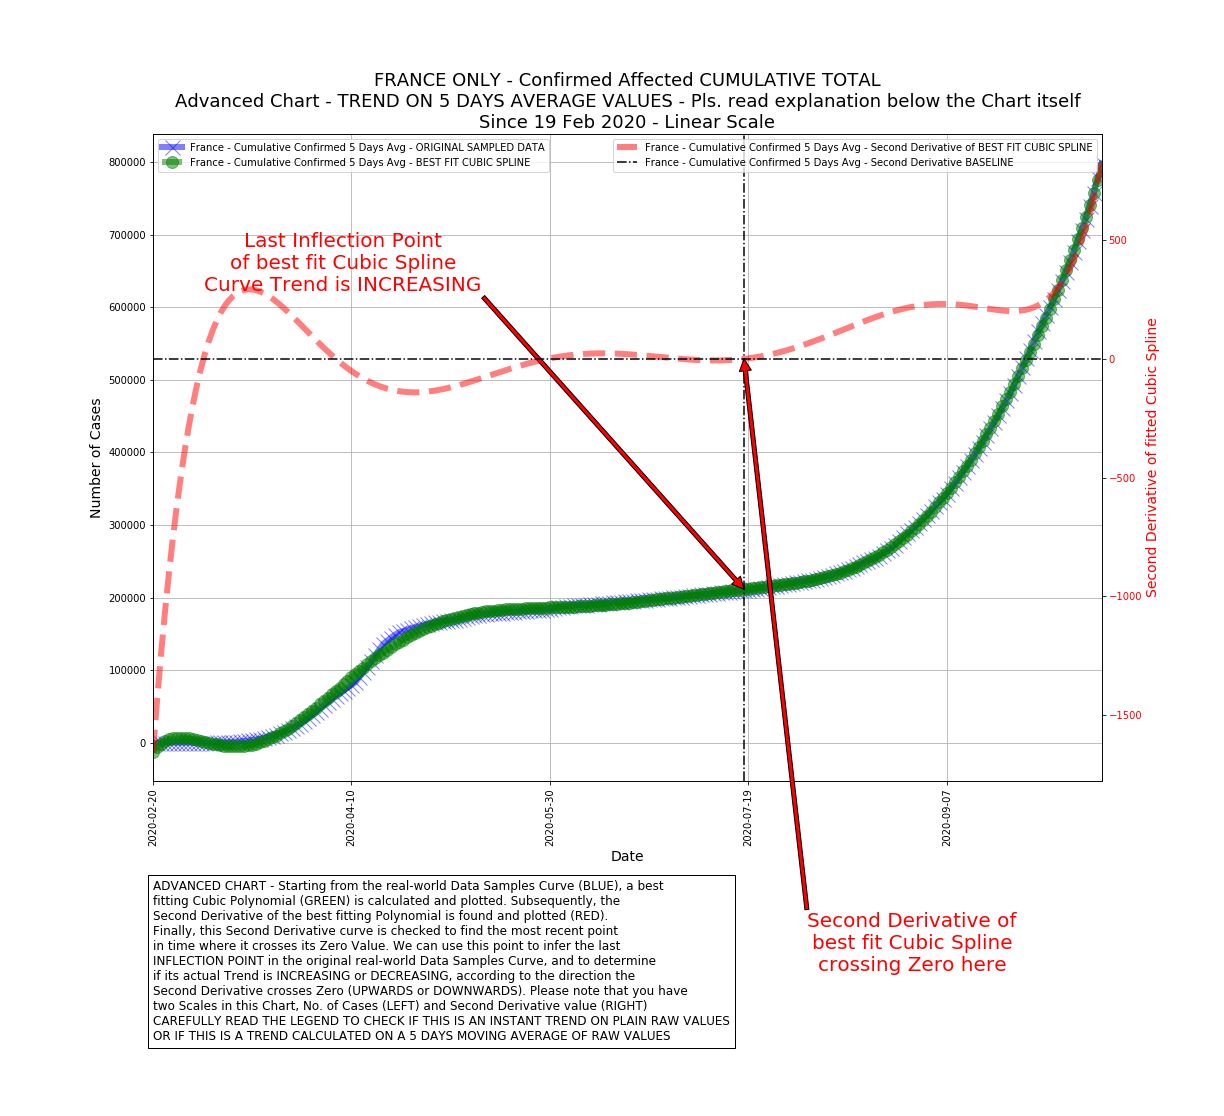 FRANCE ONLY - Confirmed Affected CUMULATIVE TOTAL
Advanced Chart - TREND ON 5 DAYS AVERAGE VALUES - Pls. read explanation below the Chart itself
Since 19 Feb 2020 - Linear Scale
France - Cumulative Confirmed 5 Days Avg - ORIGINAL SAMPLED DATA
France - Cumulative Confirmed 5 Days Avg - BEST FIT CUBIC SPLINE
France - Cumulative Confirmed 5 Days Avg - Second Derivative of BEST FIT CUBIC SPLINE
France - Cumulative Confirmed 5 Days Avg - Second Derivative BASELINE
Last Inflection Point
of best fit Cubic Spline
Curve Trend is INCREASING
Number of Cases
800000
700000
600000
500000
400000
300000
200000
100000
0
500
0
−500
−1000
−1500
Second Derivative of fitted Cubic Spline
2020-02-20
2020-04-10
2020-05-30
2020-07-19
2020-09-07
Date
Second Derivative of
best fit Cubic Spline
crossing Zero here
ADVANCED CHART - Starting from the real-world Data Samples Curve (BLUE), a best
fitting Cubic Polynomial (GREEN) is calculated and plotted. Subsequently, the
Second Derivative of the best fitting Polynomial is found and plotted (RED).
Finally, this Second Derivative curve is checked to find the most recent point
in time where it crosses its Zero Value. We can use this point to infer the last
INFLECTION POINT in the original real-world Data Samples Curve, and to determine
if its actual Trend is INCREASING or DECREASING, according to the direction the
Second Derivative crosses Zero (UPWARDS or DOWNWARDS). Please note that you have
two Scales in this Chart, No. of Cases (LEFT) and Second Derivative value (RIGHT)
CAREFULLY READ THE LEGEND TO CHECK IF THIS IS AN INSTANT TREND ON PLAIN RAW VALUES
OR IF THIS IS A TREND CALCULATED ON A 5 DAYS MOVING AVERAGE OF RAW VALUES